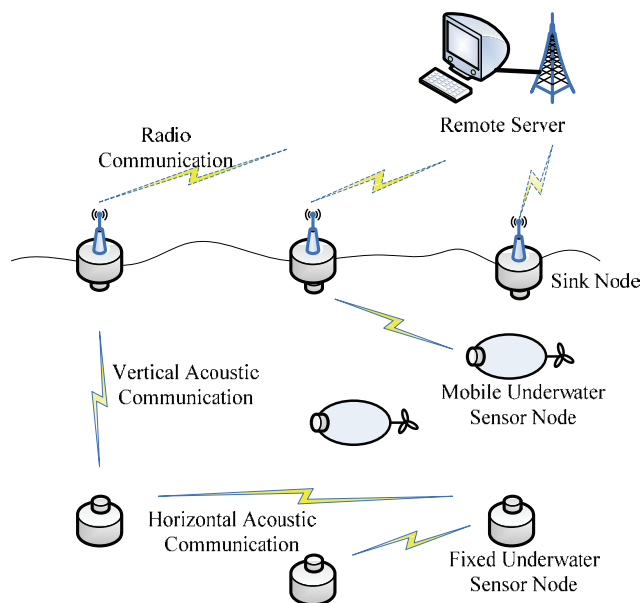 Remote Server
Radio
Communication
Sink Node
Vertical Acoustic
Communication
Mobile Underwater
Sensor Node
Horizontal Acoustic
Communication
Fixed Underwater
Sensor Node